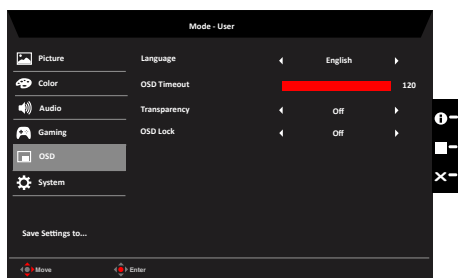 Mode - User
Picture
Language English
Color
OSD Timeout 120
Audio
Transparency Off
Gaming
OSD Lock Off
OSD
System
Save Settings to...
Move Enter